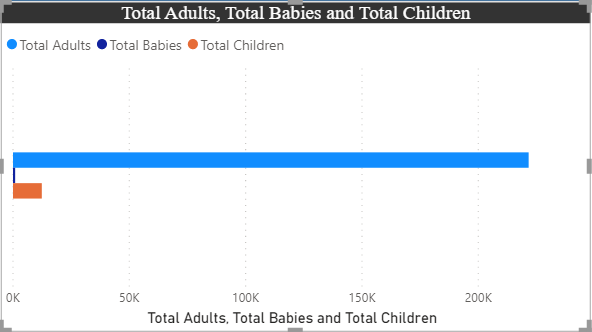 Total Adults, Total Babies and Total Children
Total Adults Total Babies Total Children
0K 50K 100K 150K 200K
Total Adults, Total Babies and Total Children